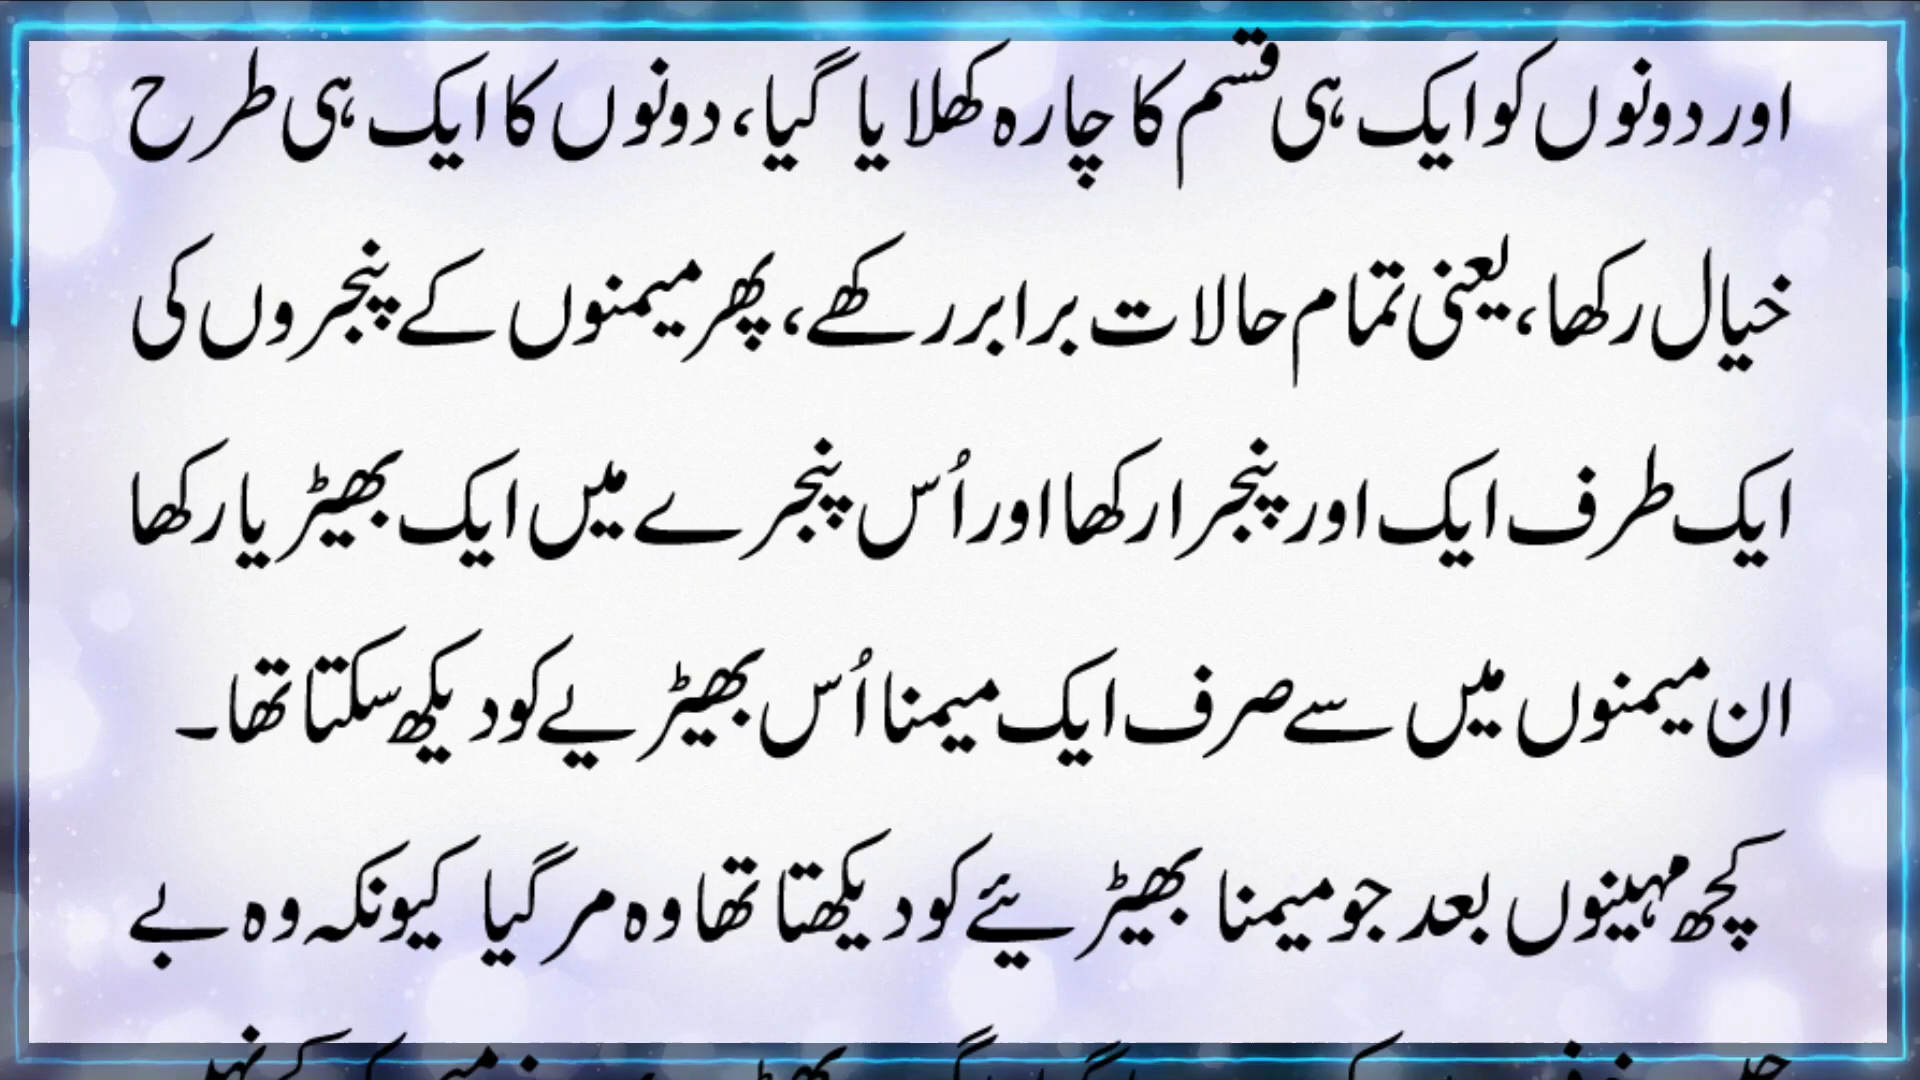 اور دونوں کو ایک ہی قسم کا چارہ کھلایا گیا، دونوں کا ایک ہی طرح
خیال رکھا، یعنی تمام حالات برابر رکھے، پھر میمنوں کے پنجروں کی
ایک طرف ایک اور پنجرا رکھا اور اُس پنجرے میں ایک بھیڑیا رکھا
ان میمنوں میں سے صرف ایک میمنا اُس بھیڑیے کو دیکھ سکتا تھا۔
کچھ مہینوں بعد جو میمنا بھیڑیئے کو دیکھتا تھا وہ مر گیا کیونکہ وہ بے